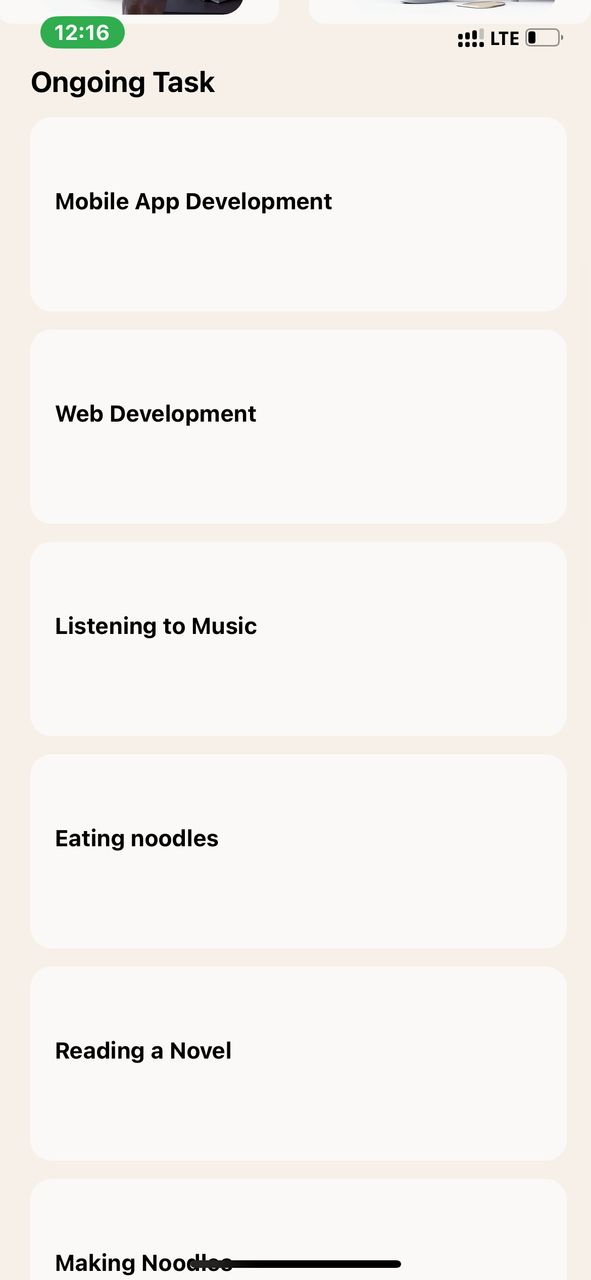 12:16
LTE
Ongoing Task
Mobile App Development
Web Development
Listening to Music
Eating noodles
Reading a Novel
Making Noodles